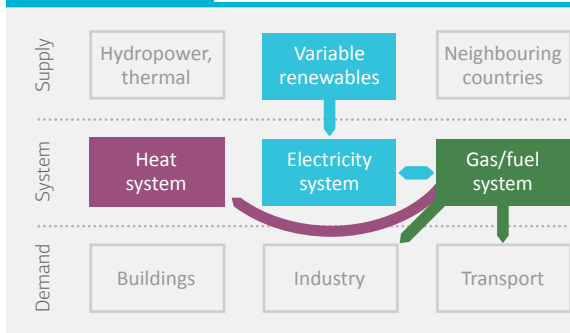 Supply
Hydropower,
thermal
Variable
renewables
Neighbouring
countries
System
Heat
system
Electricity
system
Gas/fuel
system
Demand
Buildings
Industry
Transport